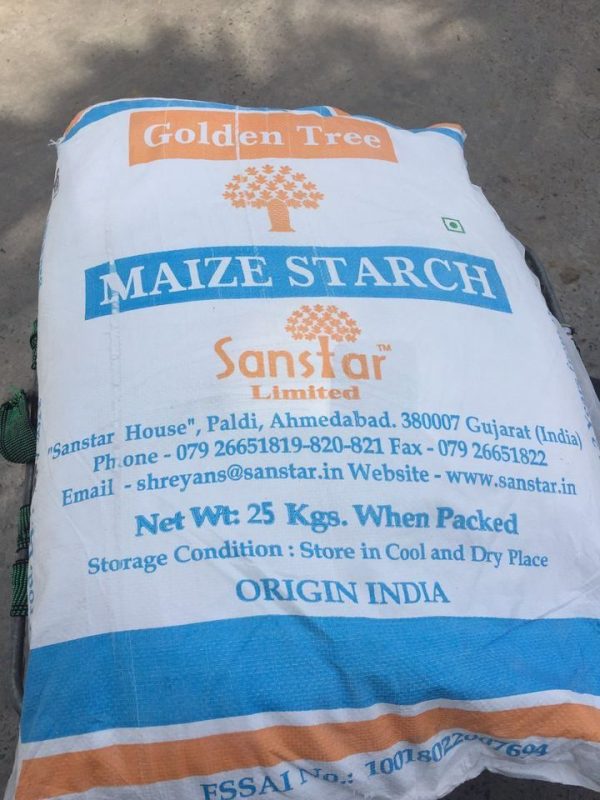 Golden Tree
MAIZE STARCH
Sanstar™
Limited
"Sanstar House", Paldi, Ahmedabad. 380007 Gujarat (India)
Phone - 079 26651819-820-821 Fax - 079 26651822
Email - shreyans@sanstar.in Website - www.sanstar.in
Net Wt: 25 Kgs. When Packed
Storage Condition : Store in Cool and Dry Place
ORIGIN INDIA
FSSAI No.: